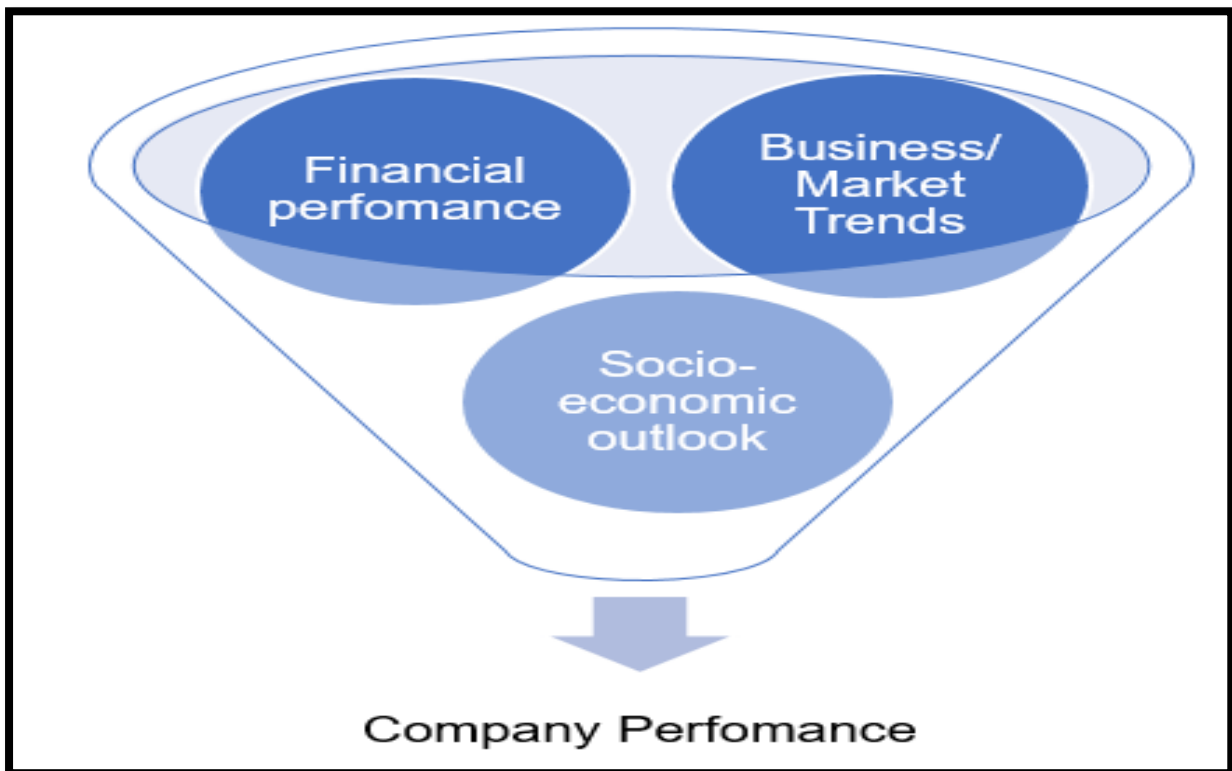 Financial
perfomance
Business/
Market
Trends
Socio-
economic
outlook
Company Perfomance